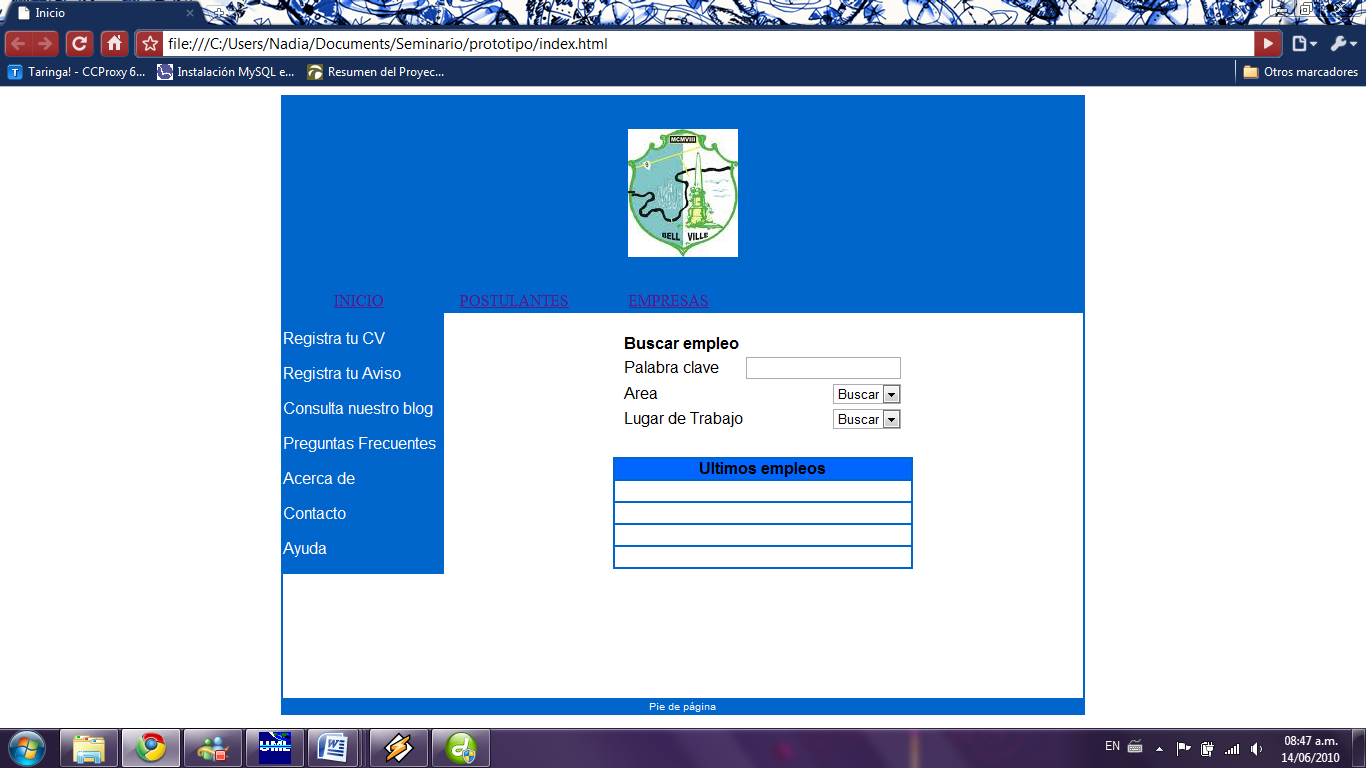 Inicio
file:///C:/Users/Nadia/Documents/Seminario/prototipo/index.html
Taringa! - CCProxy 6... Instalación MySQL e... Resumen del Proyec... Otros marcadores
MCMVIII
BELL VILLE
INICIO POSTULANTES EMPRESAS
Registra tu CV
Registra tu Aviso
Consulta nuestro blog
Preguntas Frecuentes
Acerca de
Contacto
Ayuda
Buscar empleo
Palabra clave
Area Buscar
Lugar de Trabajo Buscar
Ultimos empleos
Pie de página
UML
EN
08:47 a.m.
14/06/2010